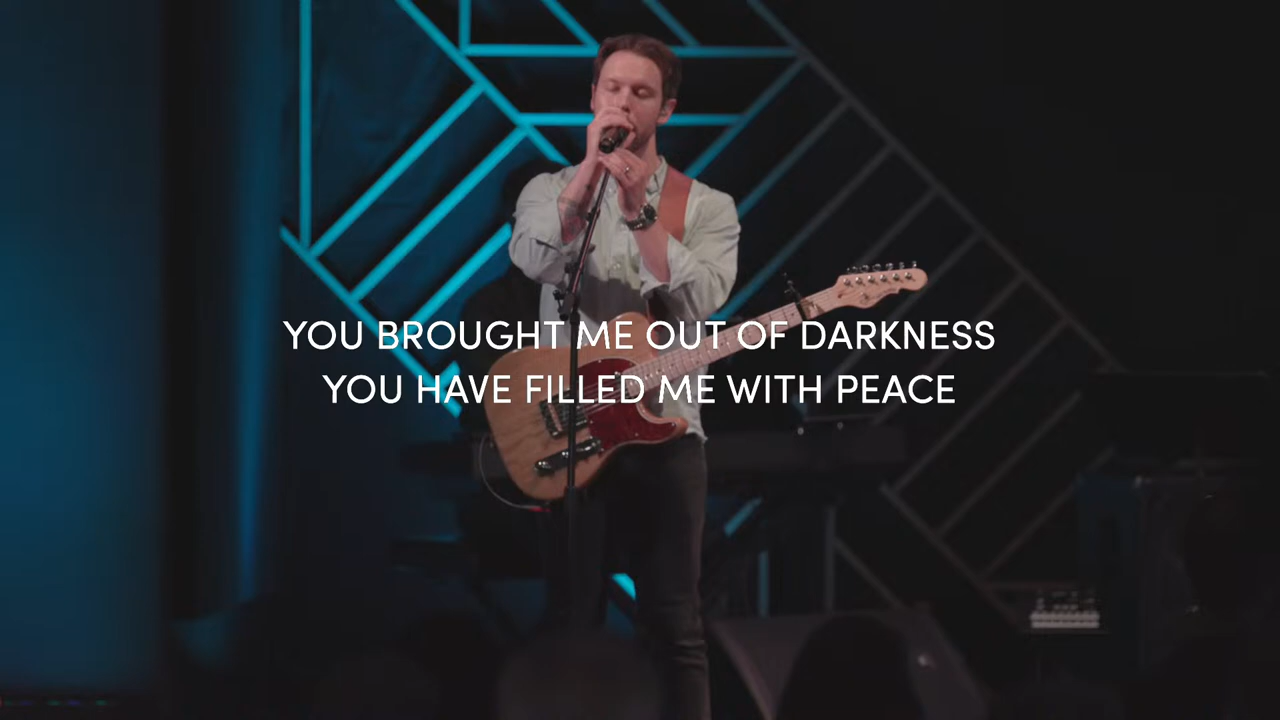 YOU BROUGHT ME OUT OF DARKNESS
YOU HAVE FILLED ME WITH PEACE